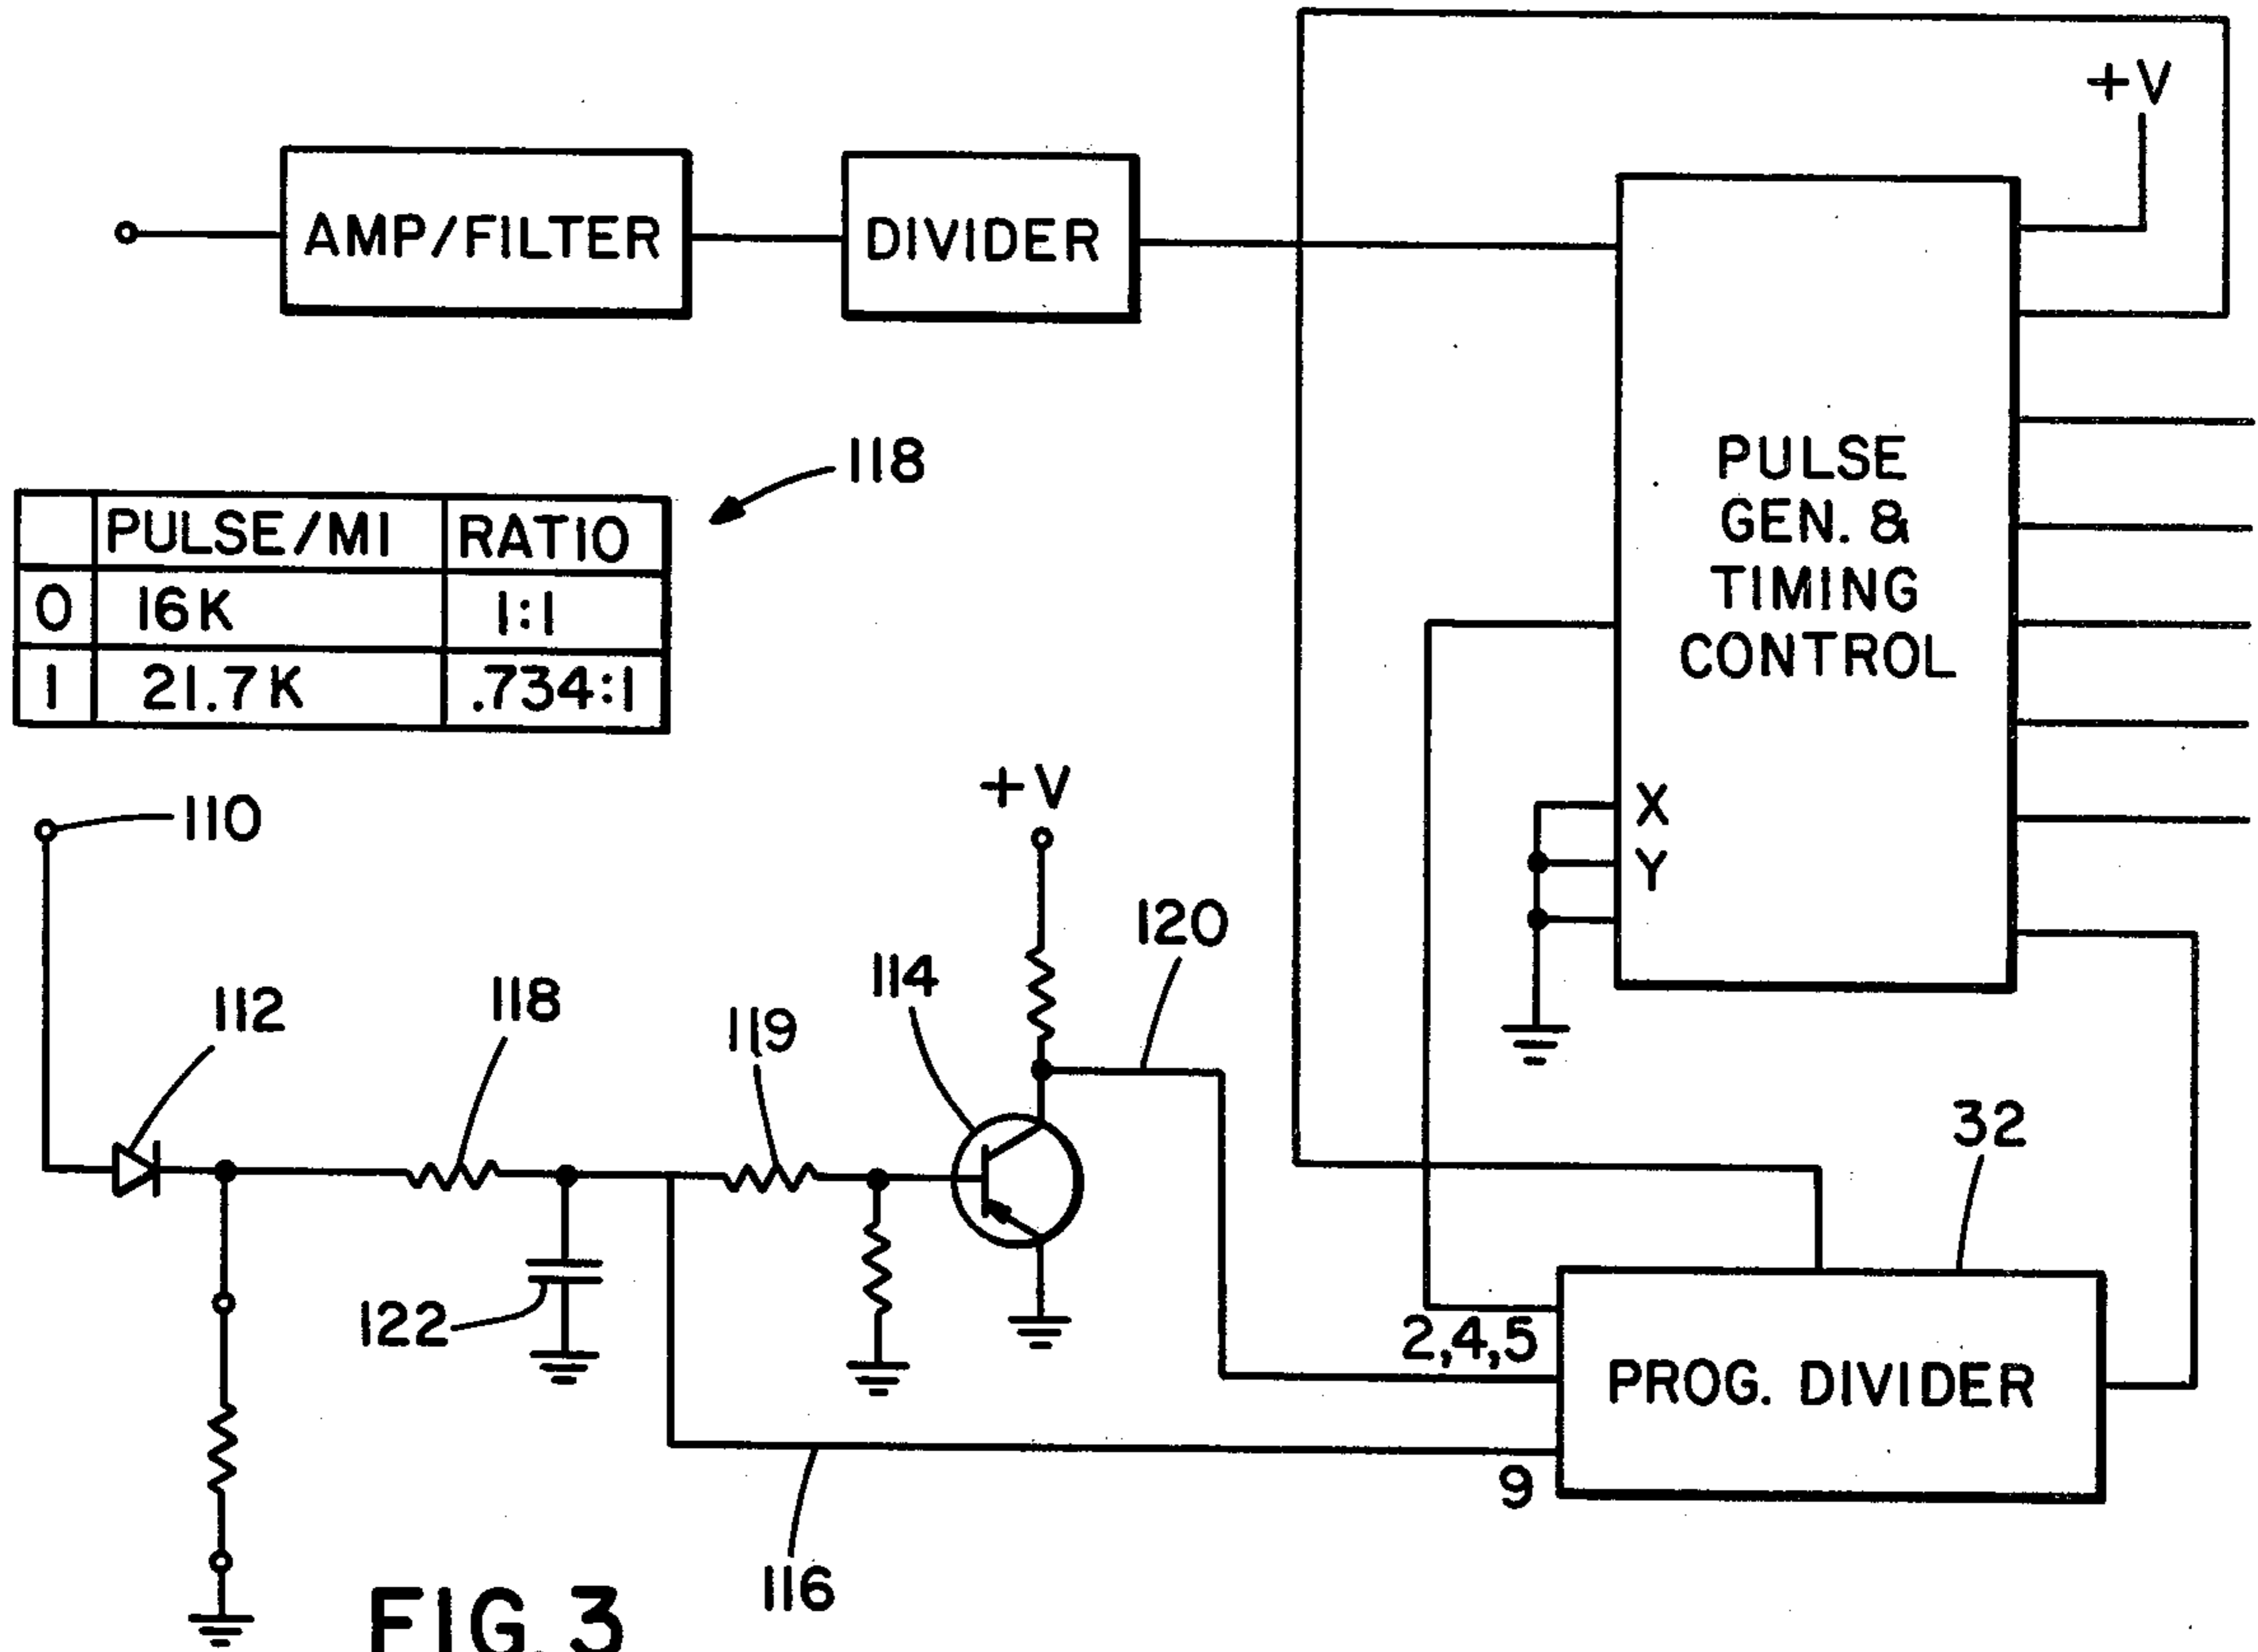 +V
AMP/FILTER
DIVIDER
PULSE
GEN. &
TIMING
CONTROL
X
Y
118
PULSE/MI RATIO
0 16K 1:1
1 21.7K .734:1
110
+V
120
114
118
112
119
32
122
2,4,5
PROG. DIVIDER
9
116
FIG. 3